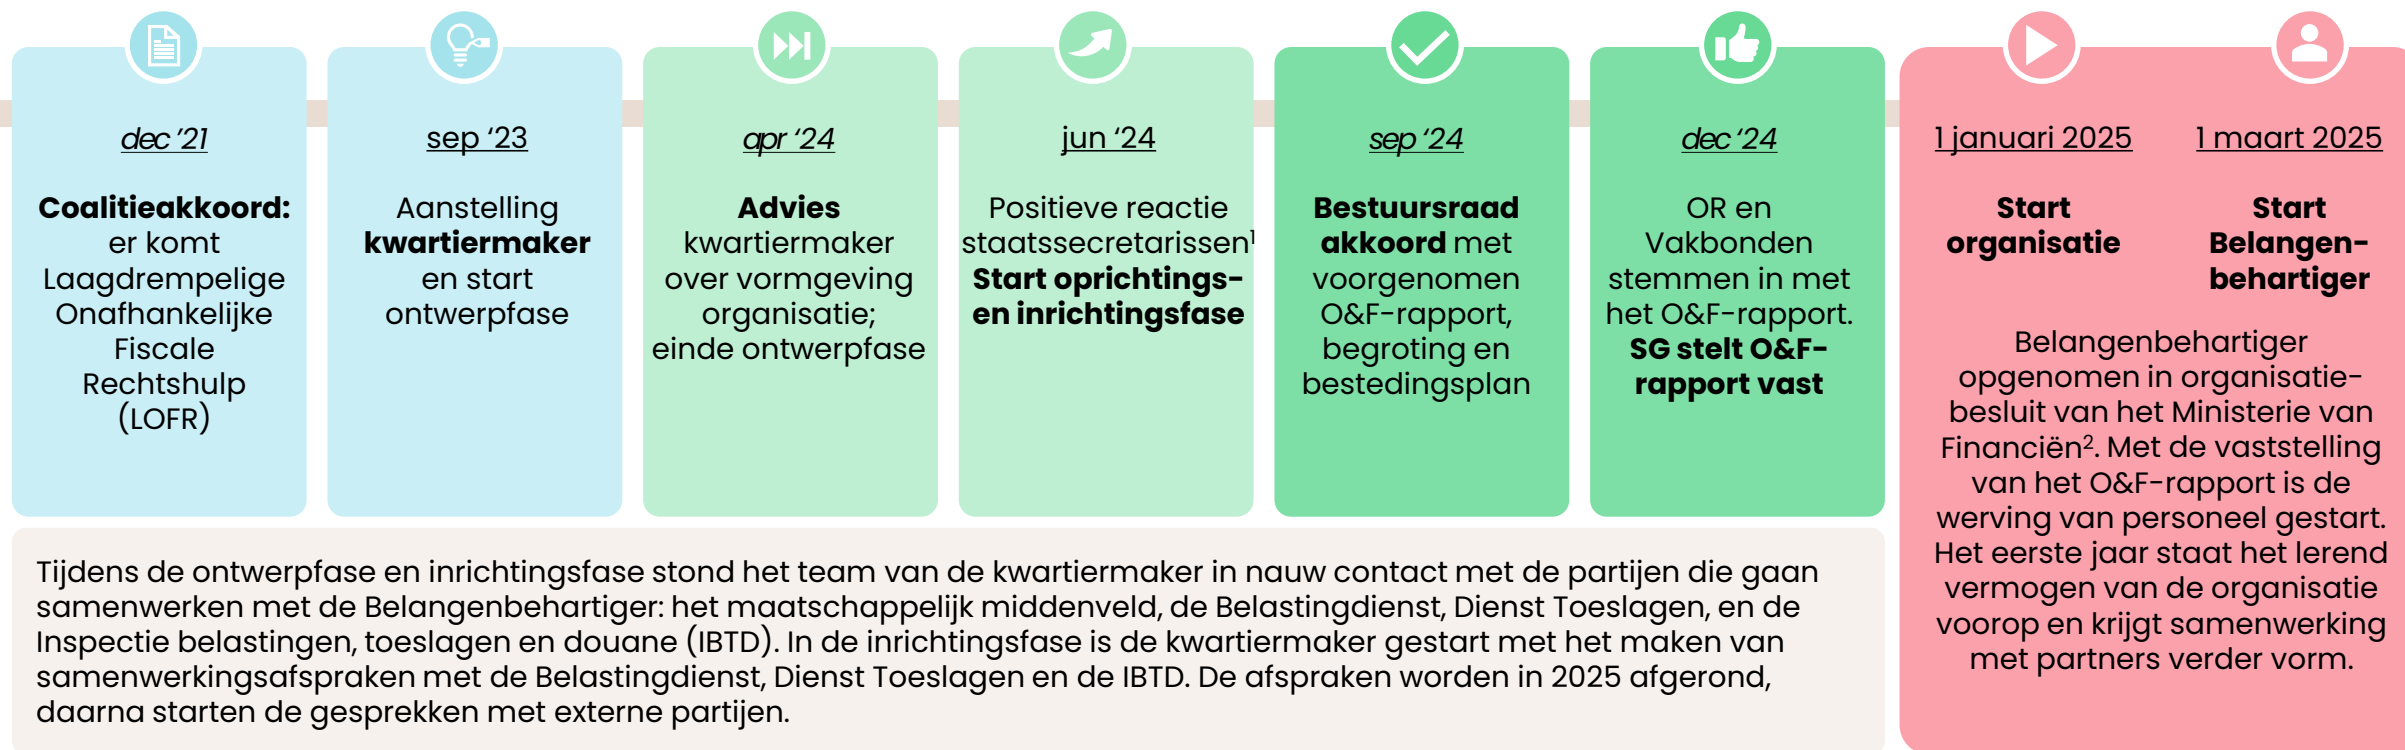 dec ‘21
Coalitieakkoord:
er komt
Laagdrempelige
Onafhankelijke
Fiscale
Rechtshulp
(LOFR)
sep ‘23
Aanstelling
kwartiermaker
en start
ontwerpfase
apr ‘24
Advies
kwartiermaker
over vormgeving
organisatie;
einde ontwerpfase
jun ‘24
Positieve reactie
staatssecretarissen¹
Start oprichtings-
en inrichtingsfase
sep ‘24
Bestuursraad
akkoord met
voorgenomen
O&F-rapport,
begroting en
bestedingsplan
dec ‘24
OR en
Vakbonden
stemmen in met
het O&F-rapport.
SG stelt O&F-
rapport vast
1 januari 2025
Start
organisatie
1 maart 2025
Start
Belangen-
behartiger
Belangenbehartiger
opgenomen in organisatie-
besluit van het Ministerie van
Financiën². Met de vaststelling
van het O&F-rapport is de
werving van personeel gestart.
Het eerste jaar staat het lerend
vermogen van de organisatie
voorop en krijgt samenwerking
met partners verder vorm.
Tijdens de ontwerpfase en inrichtingsfase stond het team van de kwartiermaker in nauw contact met de partijen die gaan
samenwerken met de Belangenbehartiger: het maatschappelijk middenveld, de Belastingdienst, Dienst Toeslagen, en de
Inspectie belastingen, toeslagen en douane (IBTD). In de inrichtingsfase is de kwartiermaker gestart met het maken van
samenwerkingsafspraken met de Belastingdienst, Dienst Toeslagen en de IBTD. De afspraken worden in 2025 afgerond,
daarna starten de gesprekken met externe partijen.